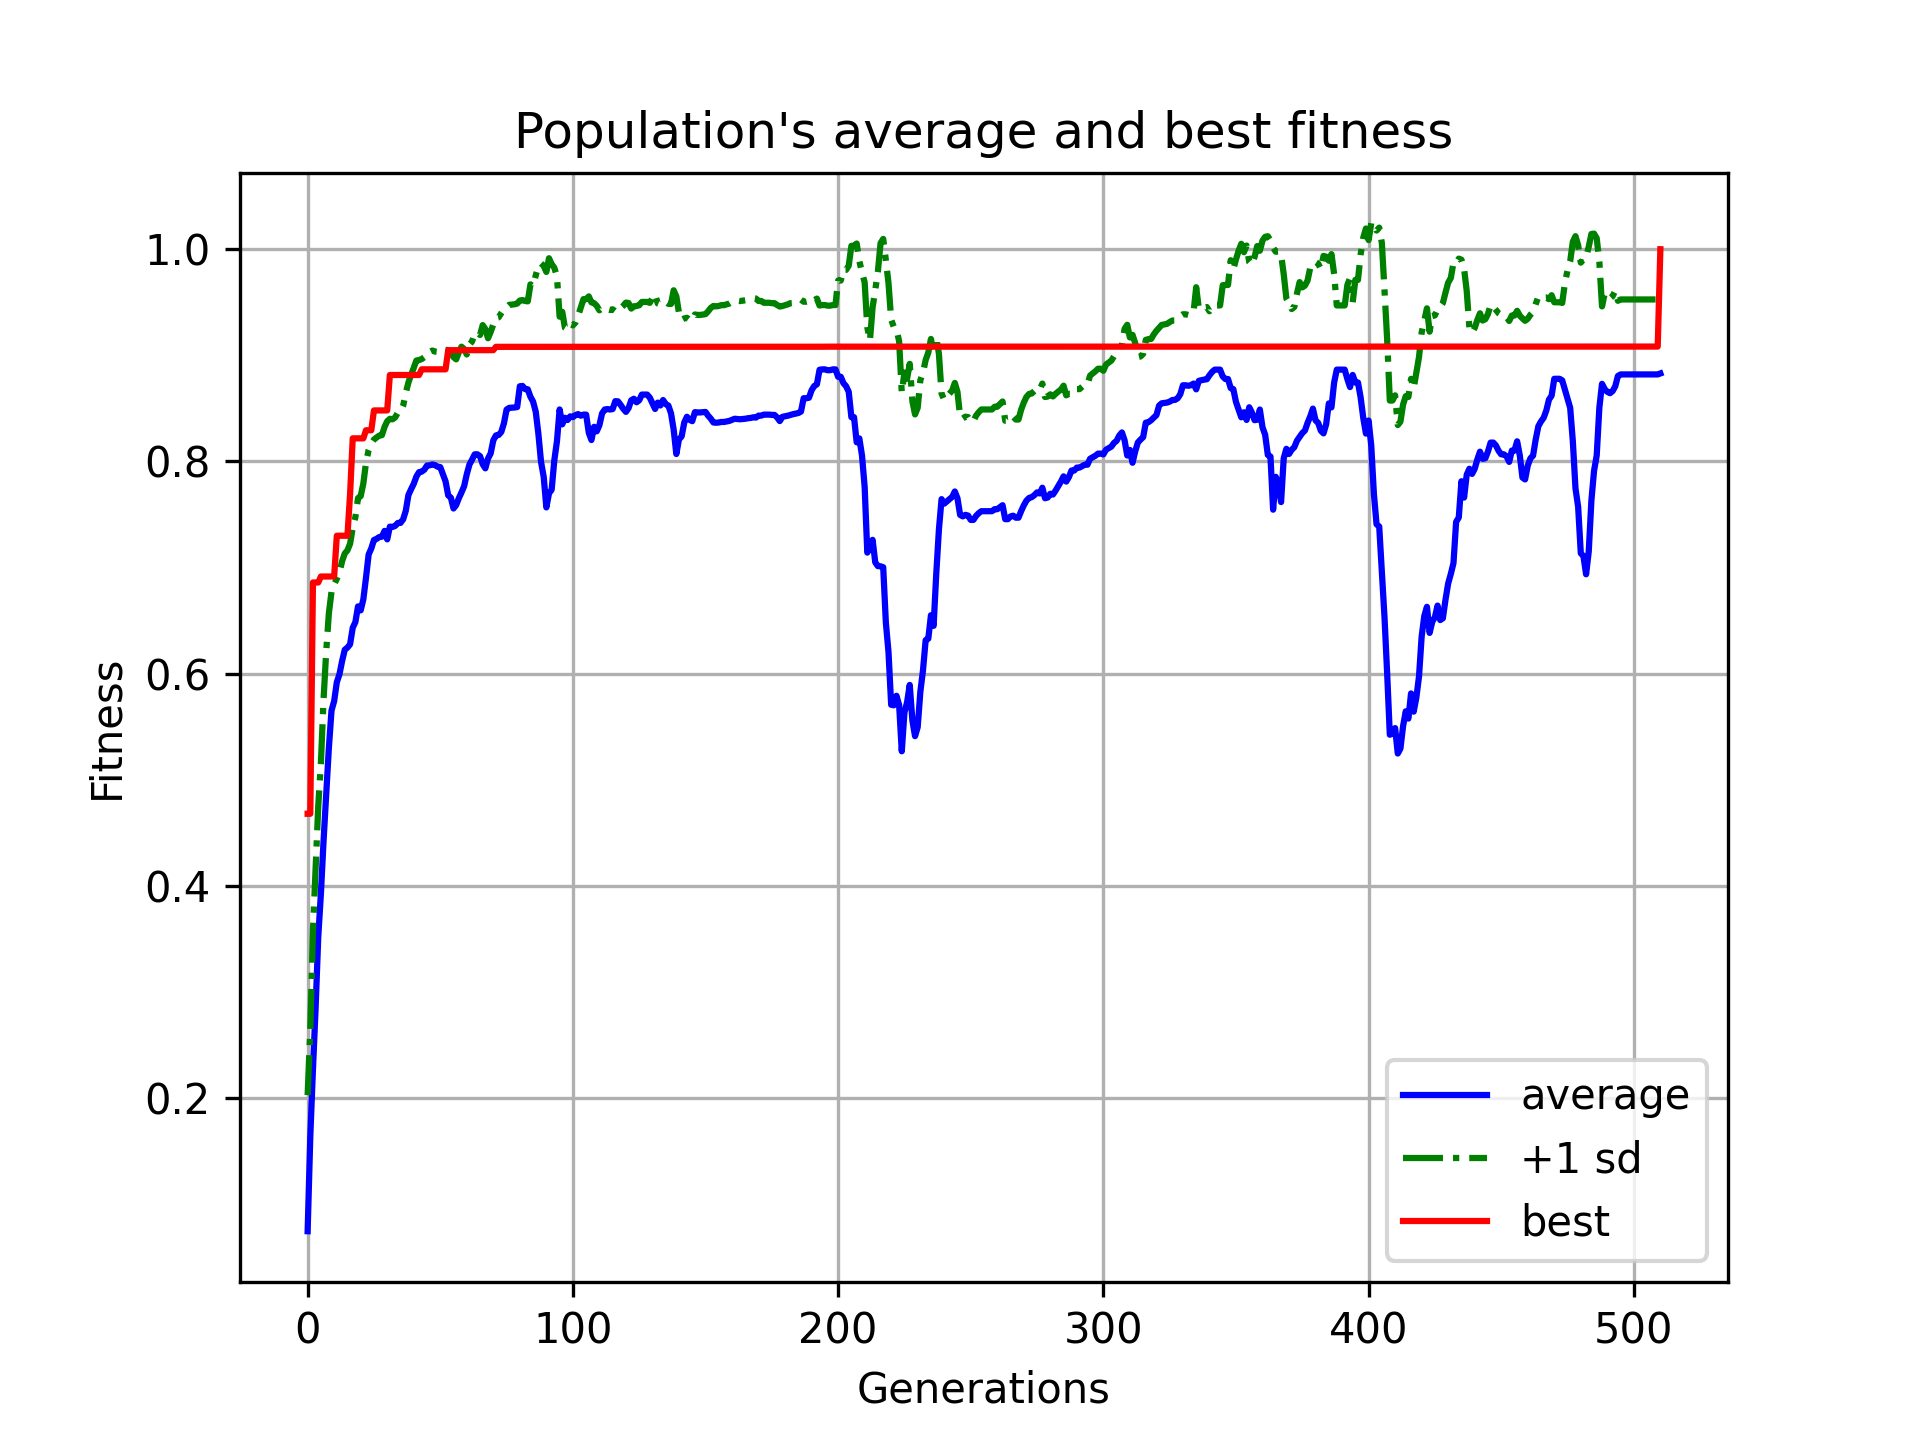 Population's average and best fitness
1.0
0.8
0.6
0.4
0.2
Fitness
0 100 200 300 400 500
Generations
average
+1 sd
best